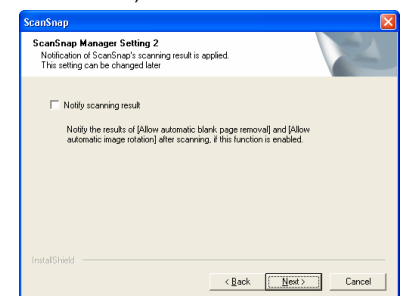 ScanSnap
ScanSnap Manager Setting 2
Notification of ScanSnap's scanning result is applied.
This setting can be changed later
Notify scanning result
Notify the results of [Allow automatic blank page removal] and [Allow
automatic image rotation] after scanning, if this function is enabled.
InstallShield
< Back Next > Cancel